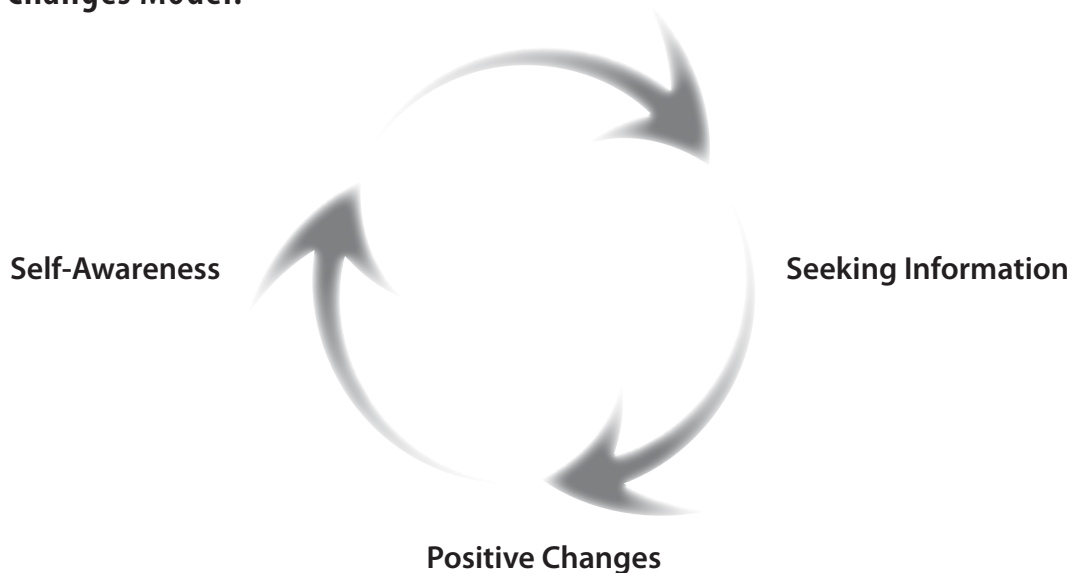 Changes Model:
Self-Awareness
Seeking Information
Positive Changes